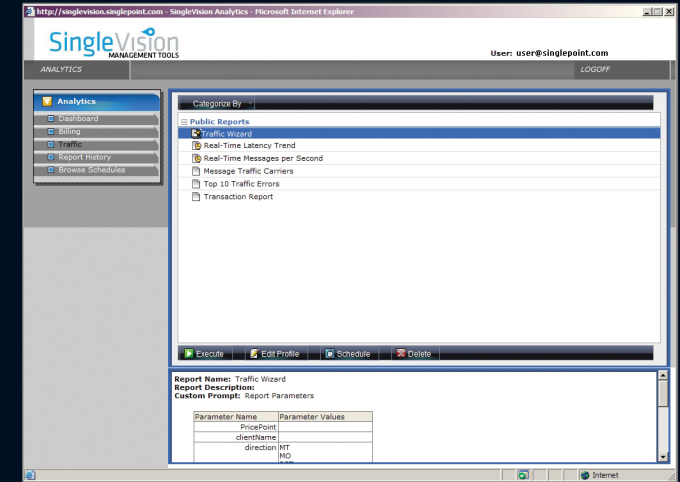 http://singlevision.singlepoint.com - SingleVision Analytics - Microsoft Internet Explorer
SingleVision
MANAGEMENT TOOLS
User: user@singlepoint.com
ANALYTICS
LOGOFF
Analytics
Dashboard
Billing
Traffic
Report History
Browse Schedules
Categorize By
Public Reports
Traffic Wizard
Real-Time Latency Trend
Real-Time Messages per Second
Message Traffic Carriers
Top 10 Traffic Errors
Transaction Report
Execute Edit Profile Schedule Delete
Report Name: Traffic Wizard
Report Description:
Custom Prompt: Report Parameters
Parameter Name Parameter Values
PricePoint
clientName
direction MT
MO
Internet